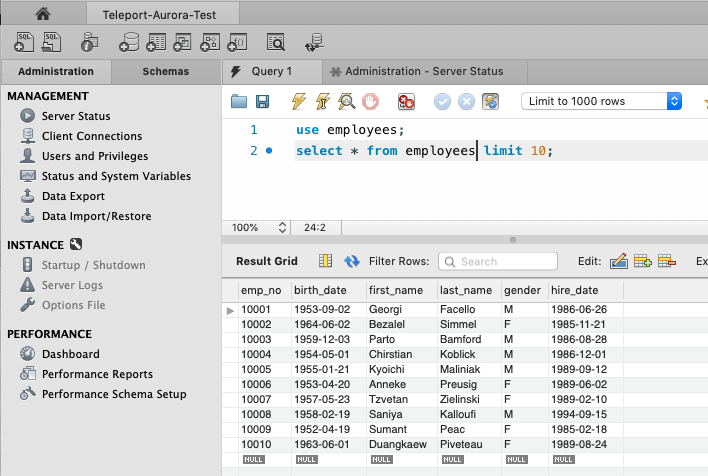 Teleport-Aurora-Test
SQL SQL
Administration Schemas Query 1 Administration - Server Status
MANAGEMENT
Server Status
Client Connections
Users and Privileges
Status and System Variables
Data Export
Data Import/Restore
INSTANCE
Startup / Shutdown
Server Logs
Options File
PERFORMANCE
Dashboard
Performance Reports
Performance Schema Setup
Limit to 1000 rows
1 use employees;
2 select * from employees limit 10;
100% 24:2
Result Grid Filter Rows: Search Edit: Ex
emp_no birth_date first_name last_name gender hire_date
10001 1953-09-02 Georgi Facello M 1986-06-26
10002 1964-06-02 Bezalel Simmel F 1985-11-21
10003 1959-12-03 Parto Bamford M 1986-08-28
10004 1954-05-01 Chirstian Koblick M 1986-12-01
10005 1955-01-21 Kyoichi Maliniak M 1989-09-12
10006 1953-04-20 Anneke Preusig F 1989-06-02
10007 1957-05-23 Tzvetan Zielinski F 1989-02-10
10008 1958-02-19 Saniya Kalloufi M 1994-09-15
10009 1952-04-19 Sumant Peac F 1985-02-18
10010 1963-06-01 Duangkaew Piveteau F 1989-08-24
NULL NULL NULL NULL NULL NULL